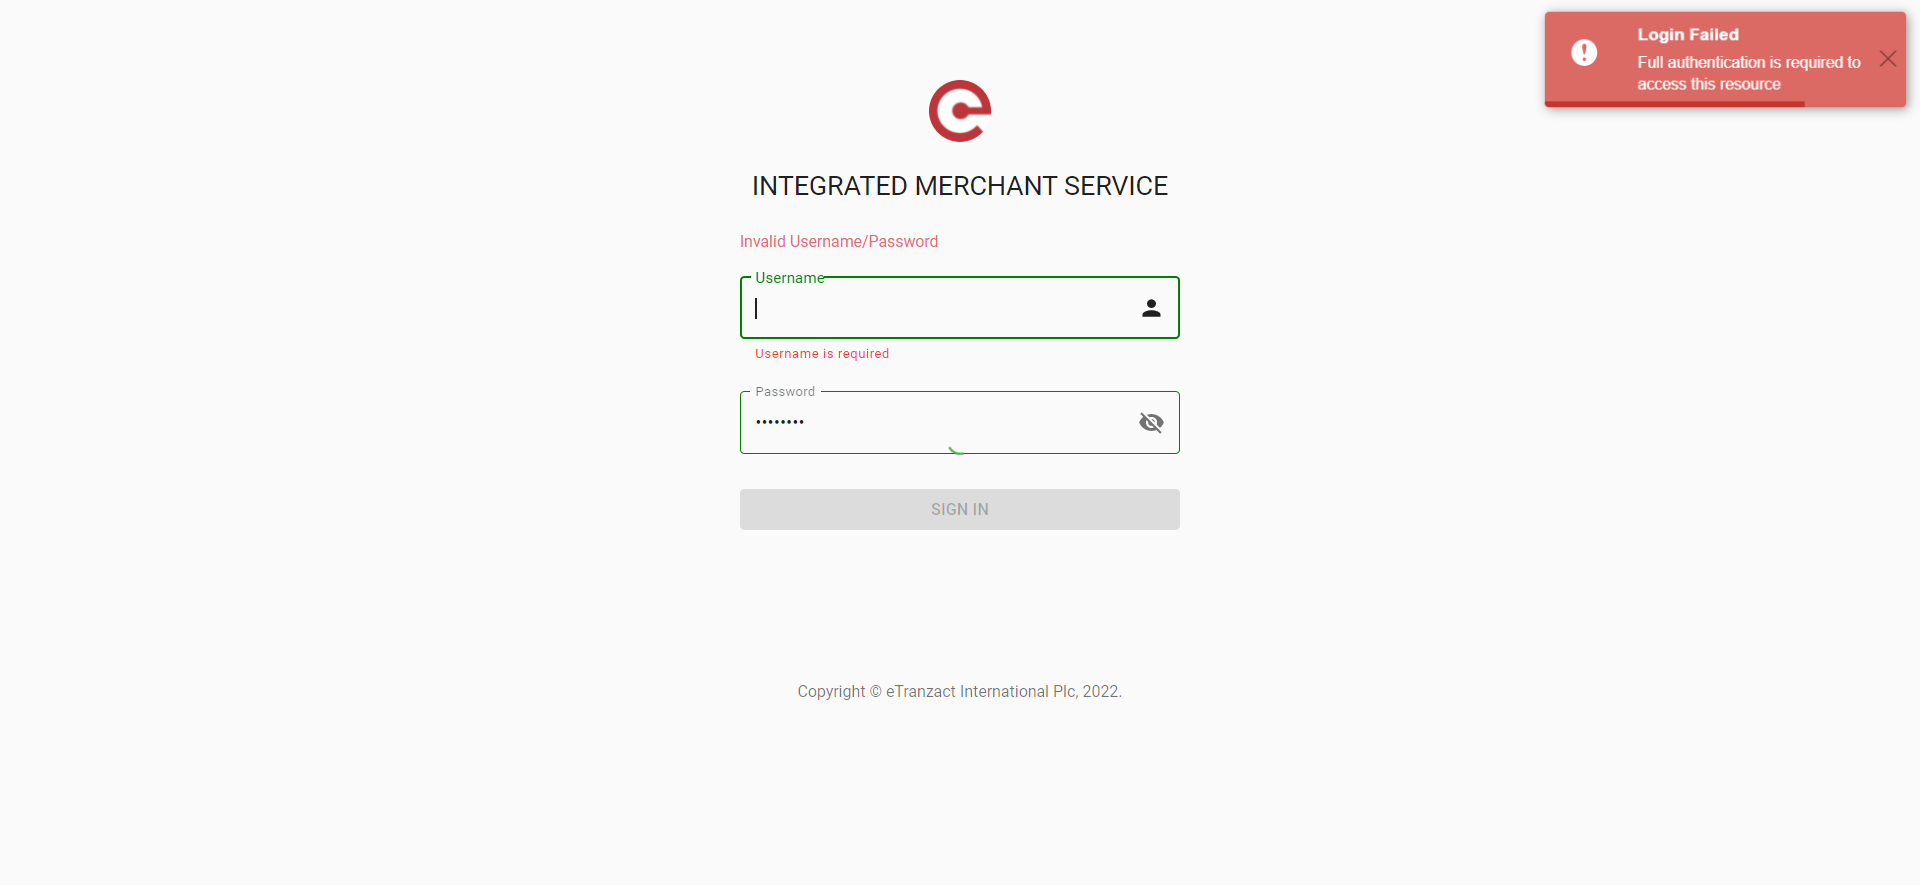 Login Failed
Full authentication is required to
access this resource
INTEGRATED MERCHANT SERVICE
Invalid Username/Password
Username
Username is required
Password
••••••••
SIGN IN
Copyright © eTranzact International Plc, 2022.